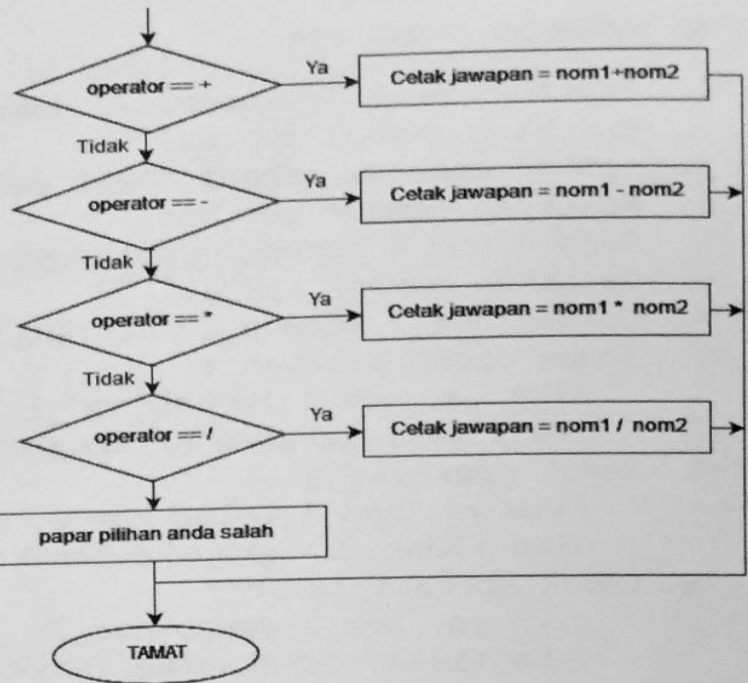 operator == +
Ya
Cetak jawapan = nom1+nom2
Tidak
operator == -
Ya
Cetak jawapan = nom1 - nom2
Tidak
operator == *
Ya
Cetak jawapan = nom1 * nom2
Tidak
operator == /
Ya
Cetak jawapan = nom1 / nom2
papar pilihan anda salah
TAMAT